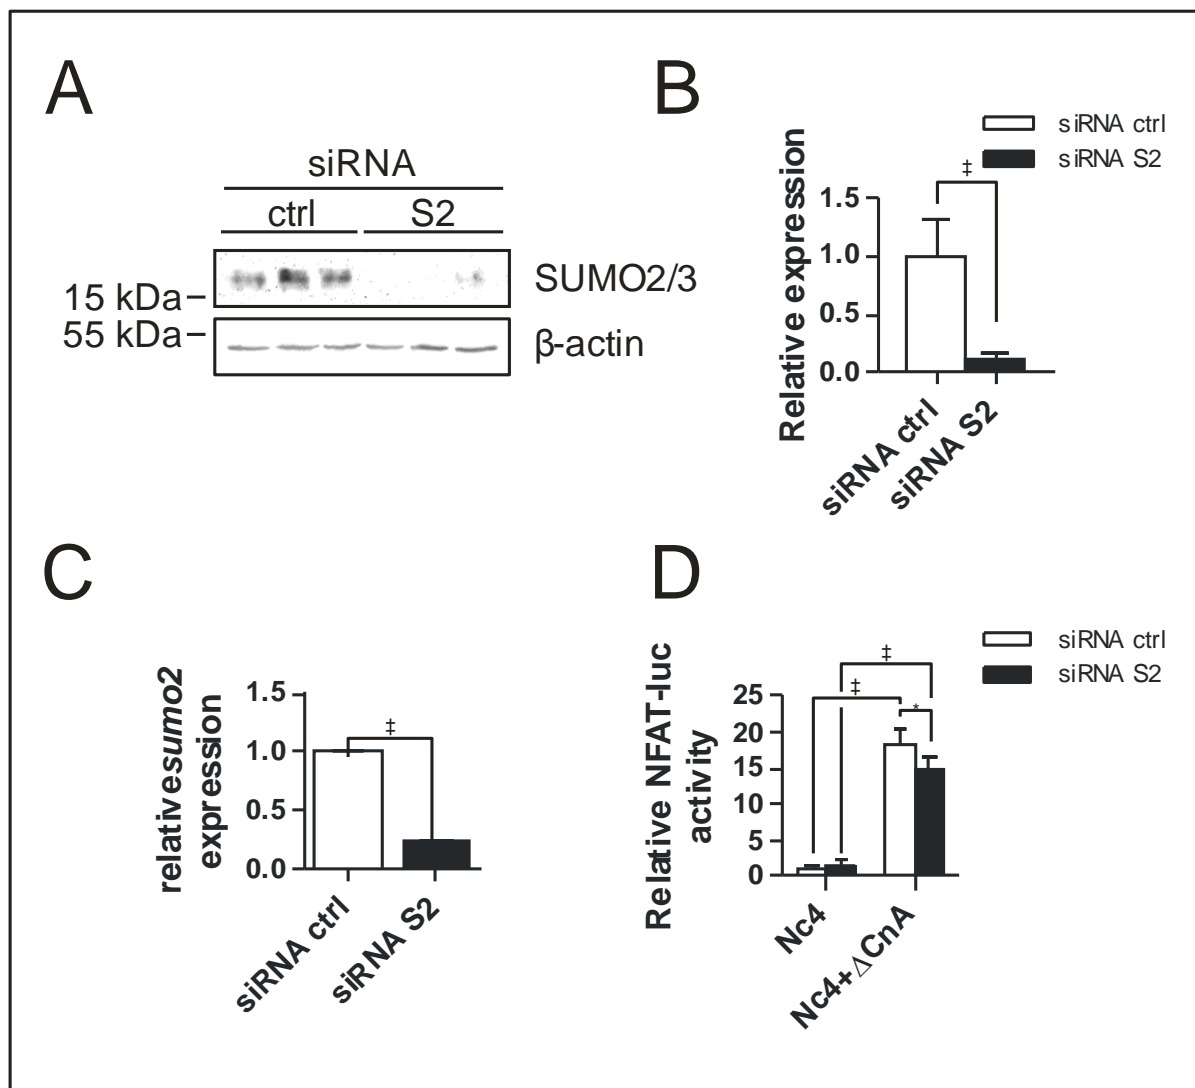 A
siRNA
ctrl S2
SUMO2/3
15 kDa
55 kDa
β-actin
B
siRNA ctrl
siRNA S2
‡
Relative expression
1.5
1.0
0.5
0.0
siRNA ctrl
siRNA S2
C
‡
relativesumo2
expression
1.5
1.0
0.5
0.0
siRNA ctrl
siRNA S2
D
siRNA ctrl
siRNA S2
‡
‡
*
Relative NFAT-luc
activity
25
20
15
10
5
0
Nc4
Nc4+ΔCnA